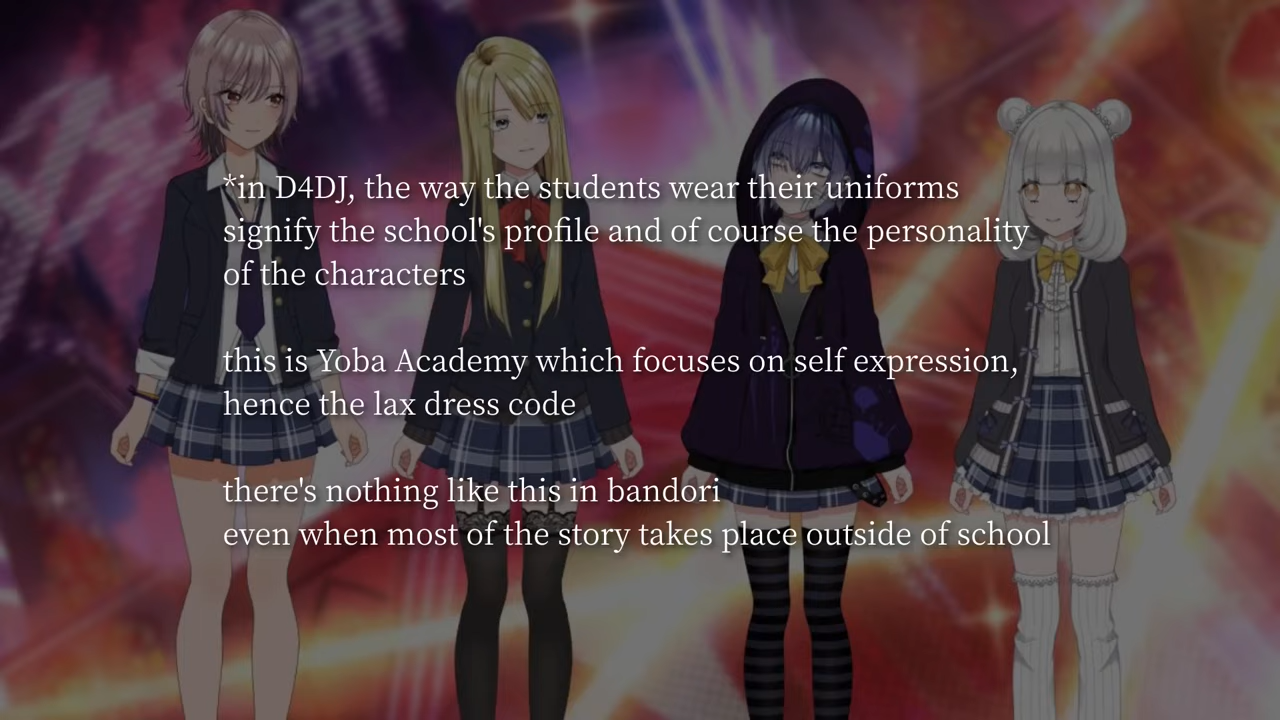 *in D4DJ, the way the students wear their uniforms
signify the school's profile and of course the personality
of the characters
this is Yoba Academy which focuses on self expression,
hence the lax dress code
there's nothing like this in bandori
even when most of the story takes place outside of school